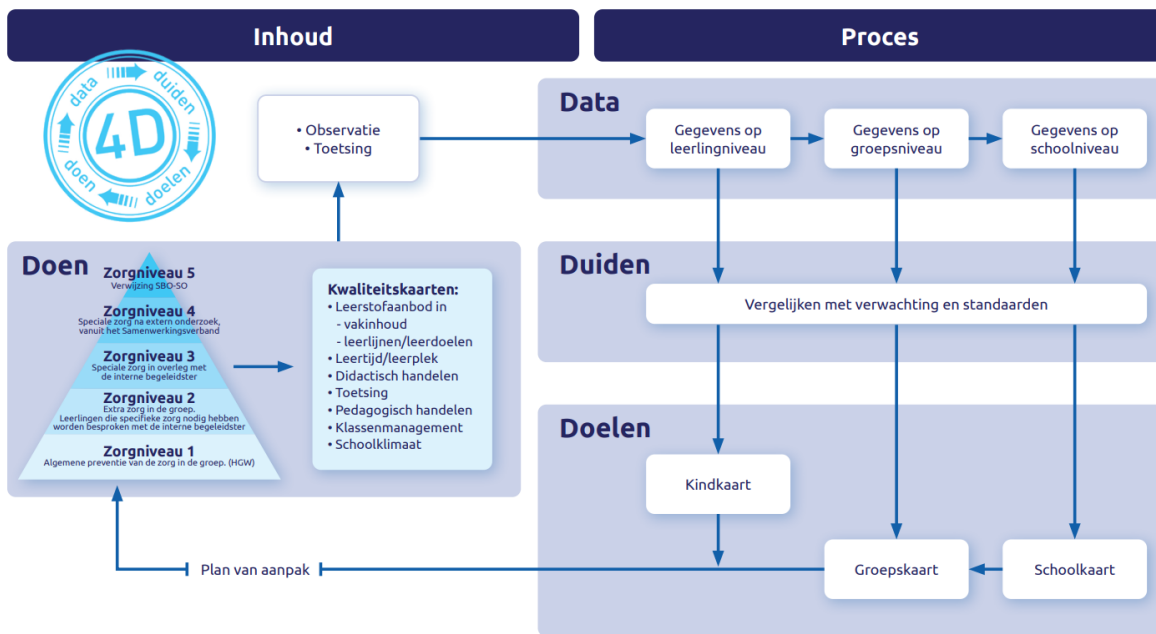 Inhoud
Proces
data
duiden
doelen
doen
4D
• Observatie
• Toetsing
Data
Gegevens op
leerlingniveau
Gegevens op
groepsniveau
Gegevens op
schoolniveau
Doen
Zorgniveau 5
Verwijzing SBO-SO
Zorgniveau 4
Speciale zorg na extern onderzoek,
vanuit het Samenwerkingsverband
Zorgniveau 3
Speciale zorg in overleg met
de interne begeleidster
Zorgniveau 2
Extra zorg in de groep.
Leerlingen die specifieke zorg nodig hebben
worden besproken met de interne begeleidster
Zorgniveau 1
Algemene preventie van de zorg in de groep. (HGW)
Kwaliteitskaarten:
• Leerstofaanbod in
- vakinhoud
- leerlijnen/leerdoelen
• Leertijd/leerplek
• Didactisch handelen
• Toetsing
• Pedagogisch handelen
• Klassenmanagement
• Schoolklimaat
Duiden
Vergelijken met verwachting en standaarden
Doelen
Kindkaart
Groepskaart
Schoolkaart
Plan van aanpak